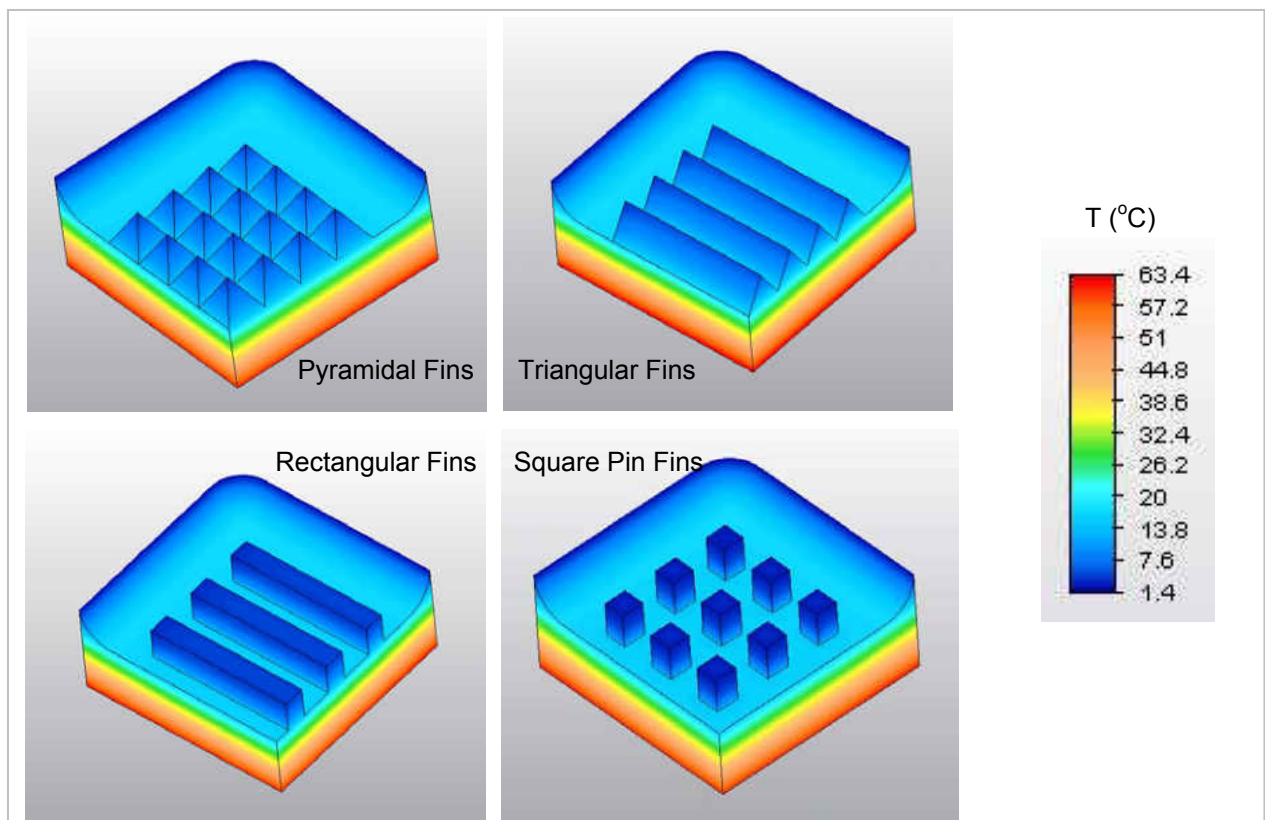 Pyramidal Fins
Triangular Fins
Rectangular Fins
Square Pin Fins
T (°C)
63.4
57.2
51
44.8
38.6
32.4
26.2
20
13.8
7.6
1.4